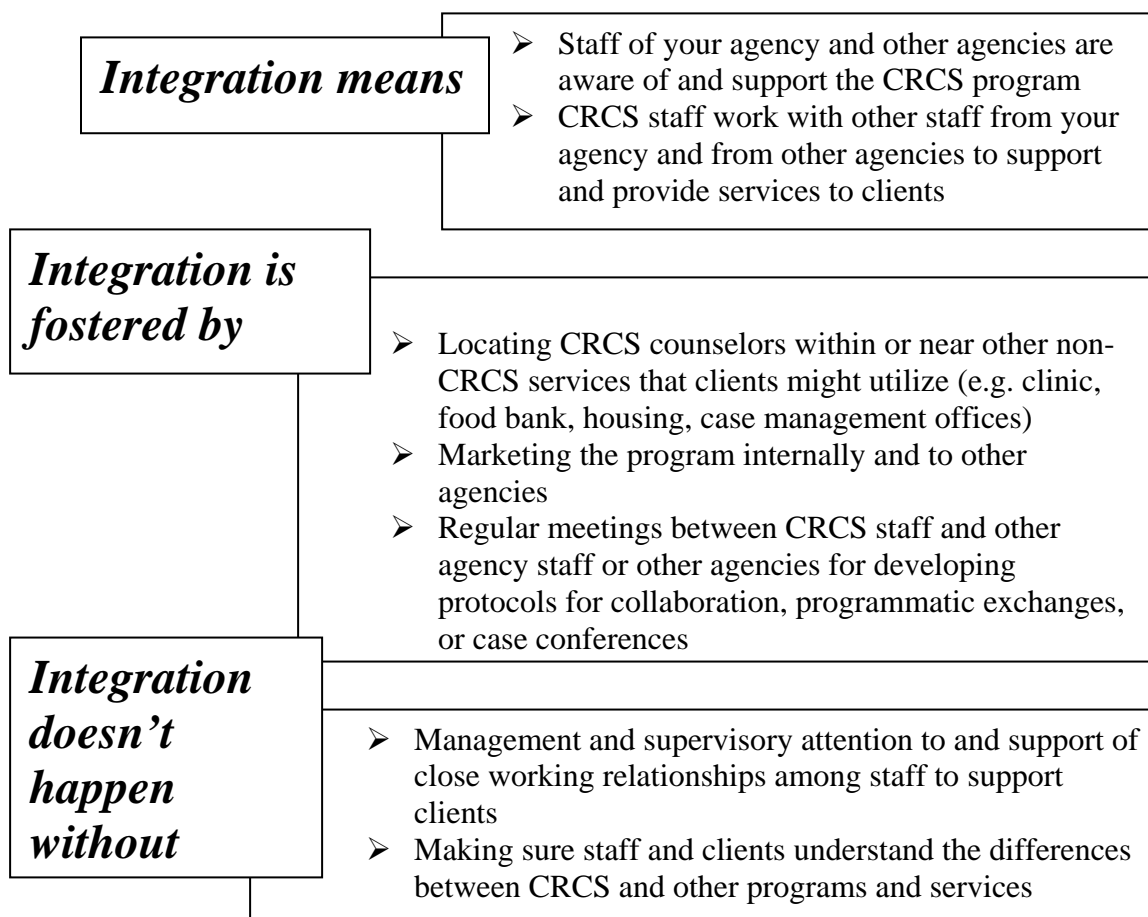 Integration means
➢ Staff of your agency and other agencies are
aware of and support the CRCS program
➢ CRCS staff work with other staff from your
agency and from other agencies to support
and provide services to clients
Integration is
fostered by
➢ Locating CRCS counselors within or near other non-
CRCS services that clients might utilize (e.g. clinic,
food bank, housing, case management offices)
➢ Marketing the program internally and to other
agencies
➢ Regular meetings between CRCS staff and other
agency staff or other agencies for developing
protocols for collaboration, programmatic exchanges,
or case conferences
Integration
doesn’t
happen
without
➢ Management and supervisory attention to and support of
close working relationships among staff to support
clients
➢ Making sure staff and clients understand the differences
between CRCS and other programs and services